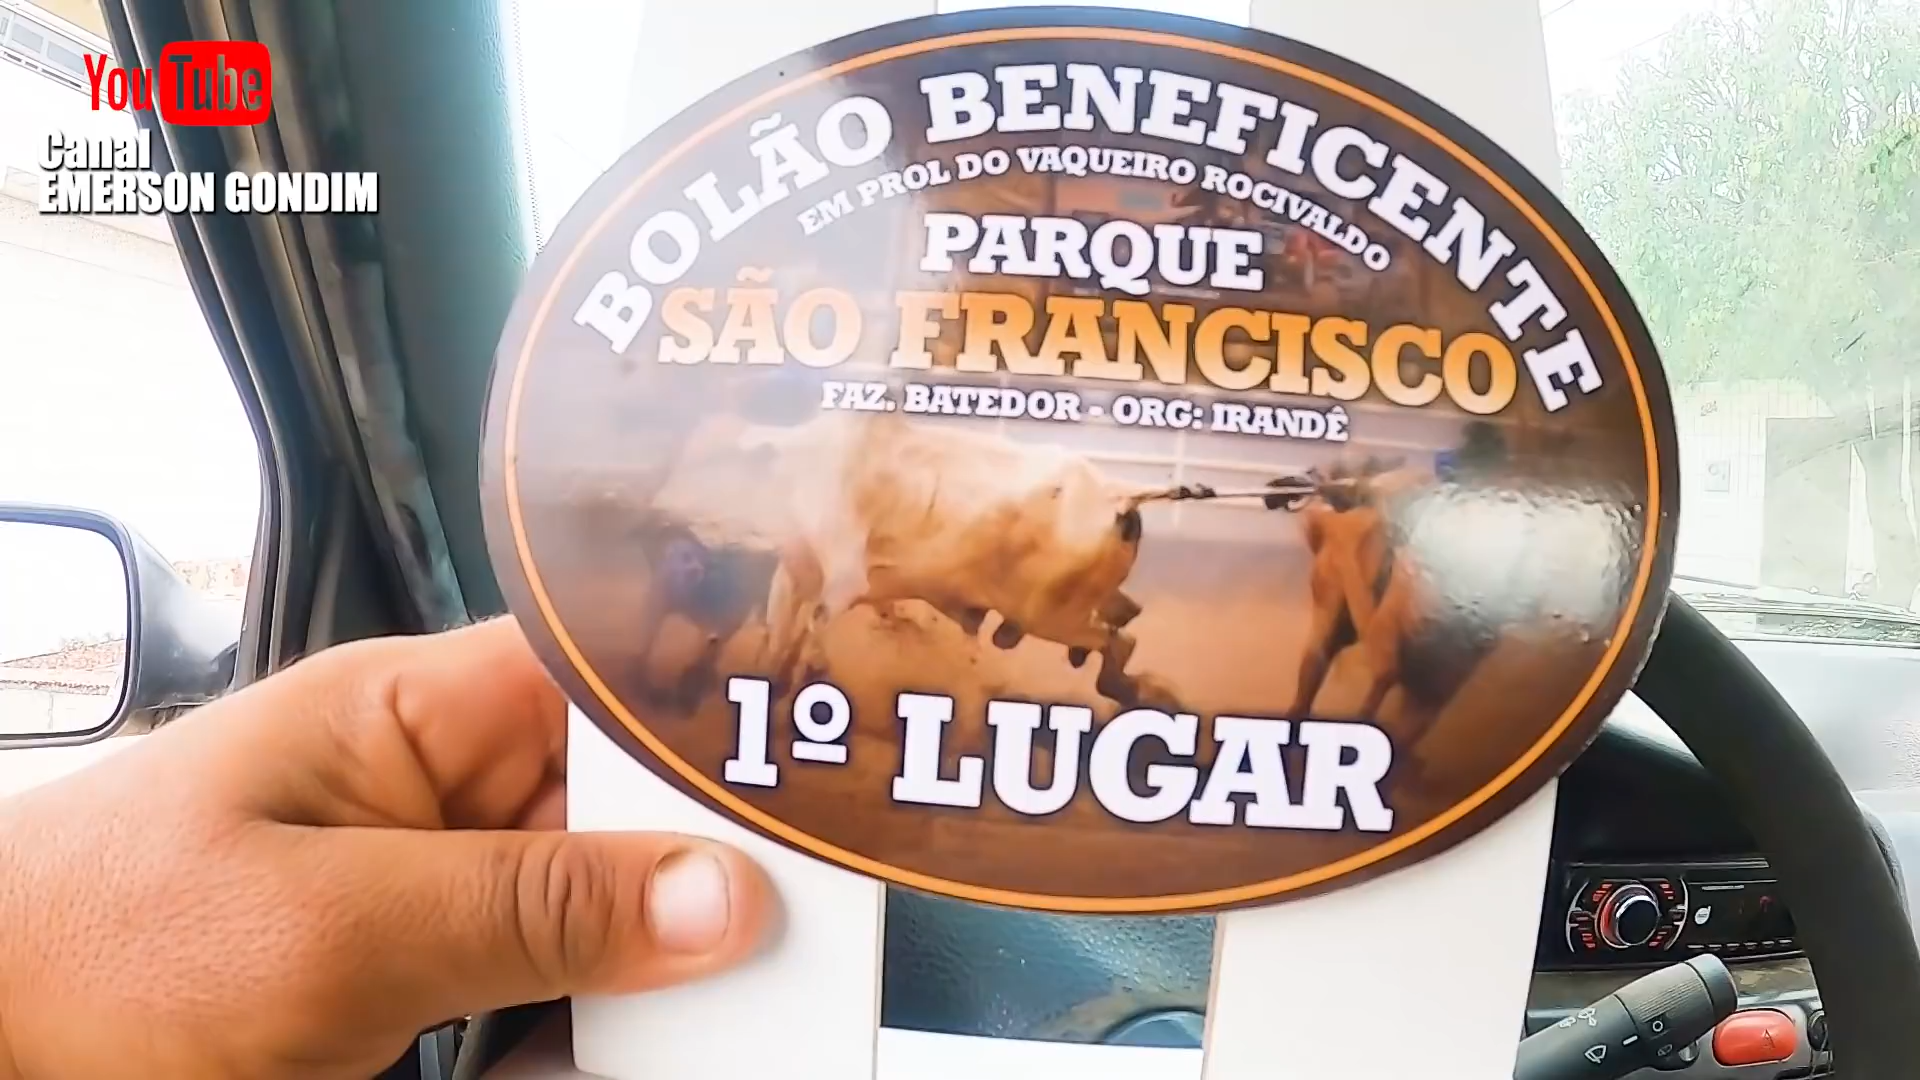 YouTube
Canal
EMERSON GONDIM
BOLÃO BENEFICENTE
EM PROL DO VAQUEIRO ROCIVALDO
PARQUE
SÃO FRANCISCO
FAZ. BATEDOR - ORG: IRANDÊ
1º LUGAR